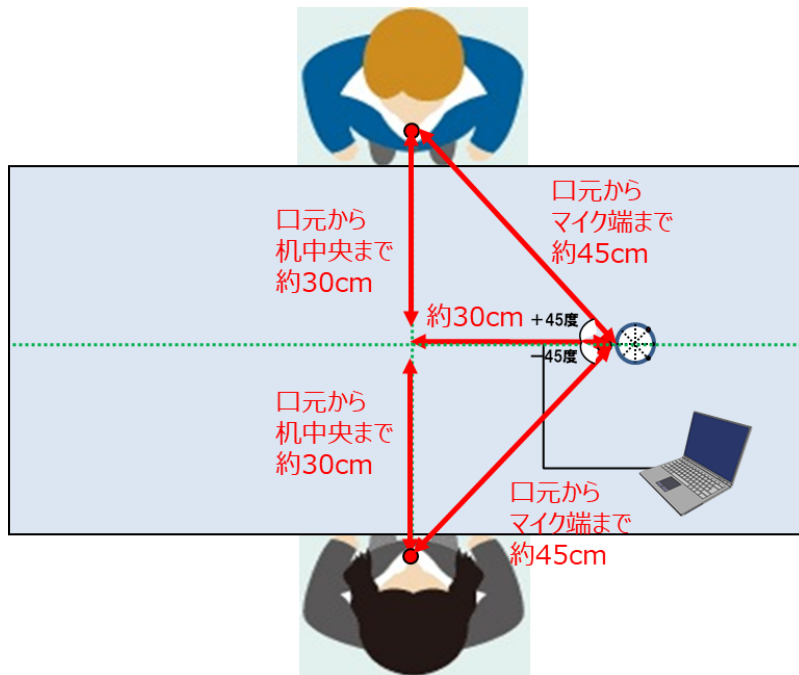 口元から
机中央まで
約30cm
口元から
マイク端まで
約45cm
約30cm
+45度
-45度
口元から
机中央まで
約30cm
口元から
マイク端まで
約45cm